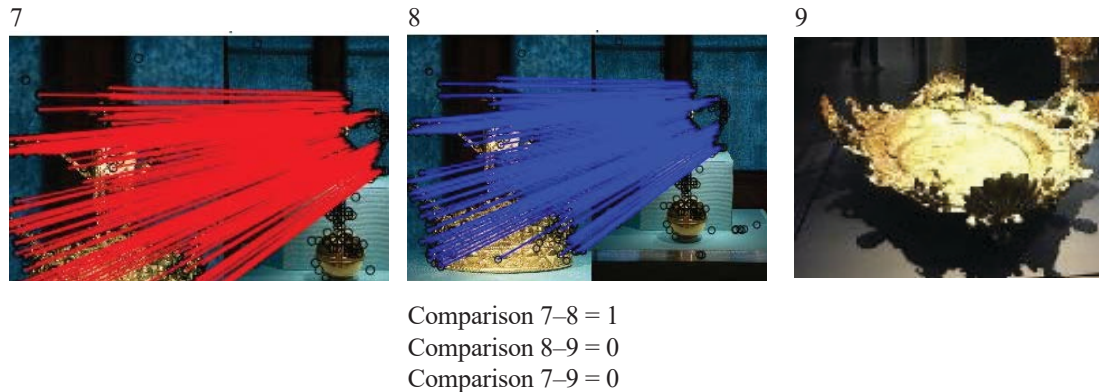 7
8
9
Comparison 7–8 = 1
Comparison 8–9 = 0
Comparison 7–9 = 0